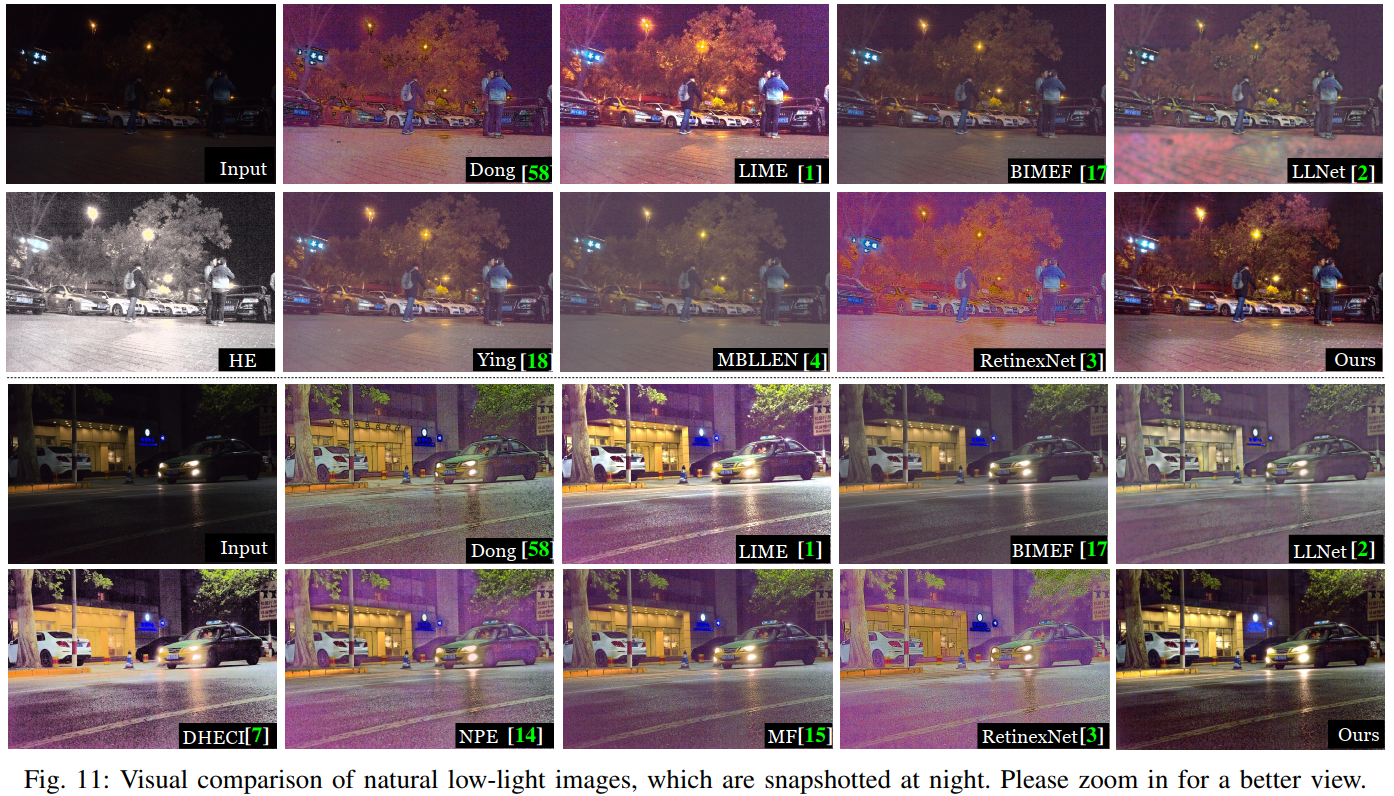 Input
Dong [58]
LIME [1]
BIMEF [17
LLNet [2]
HE
Ying [18]
MBLLEN [4]
RetinexNet [3]
Ours
Input
Dong [58]
LIME [1]
BIMEF [17
LLNet [2]
DHECI[7]
NPE [14]
MF[15]
RetinexNet[3]
Ours
Fig. 11: Visual comparison of natural low-light images, which are snapshotted at night. Please zoom in for a better view.